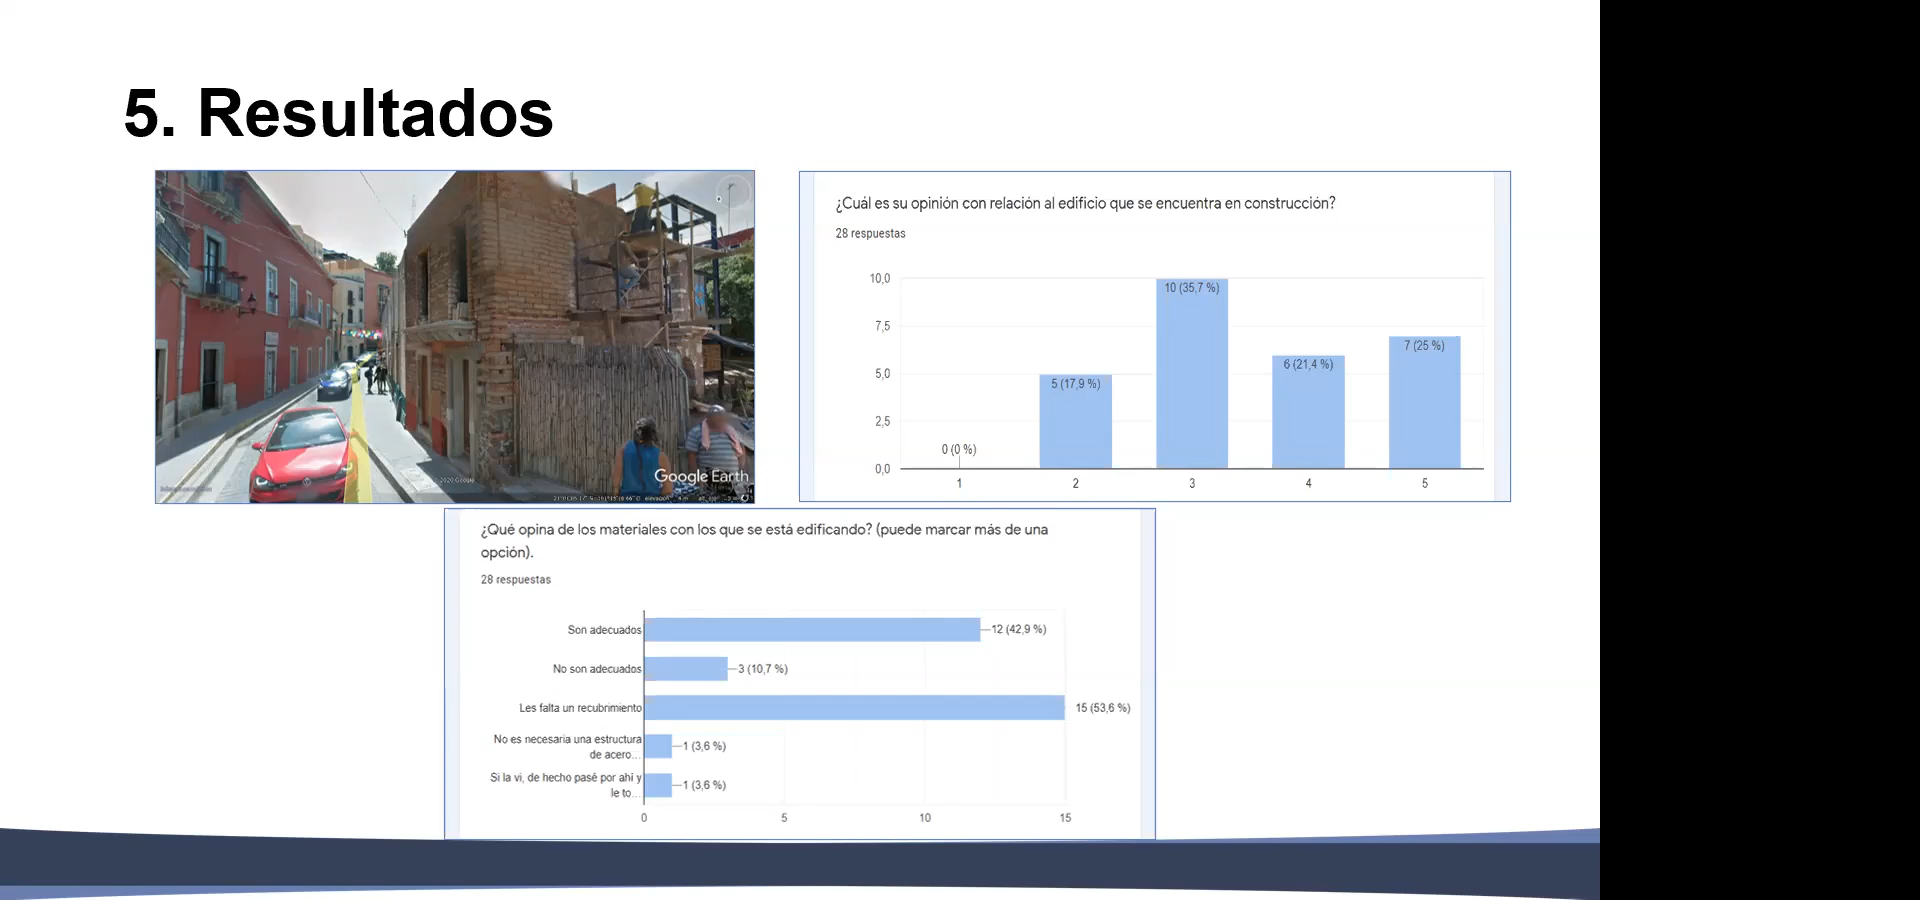 5. Resultados
Google Earth
© 2020 Google
¿Cuál es su opinión con relación al edificio que se encuentra en construcción?
28 respuestas
10,0
7,5
5,0
2,5
0,0
0 (0 %)
5 (17,9 %)
10 (35,7 %)
6 (21,4 %)
7 (25 %)
1
2
3
4
5
¿Qué opina de los materiales con los que se está edificando? (puede marcar más de una
opción).
28 respuestas
Son adecuados
12 (42,9 %)
No son adecuados
3 (10,7 %)
Les falta un recubrimiento
15 (53,6 %)
No es necesaria una estructura
de acero...
1 (3,6 %)
Si la vi, de hecho pasé por ahí y
le to...
1 (3,6 %)
0
5
10
15